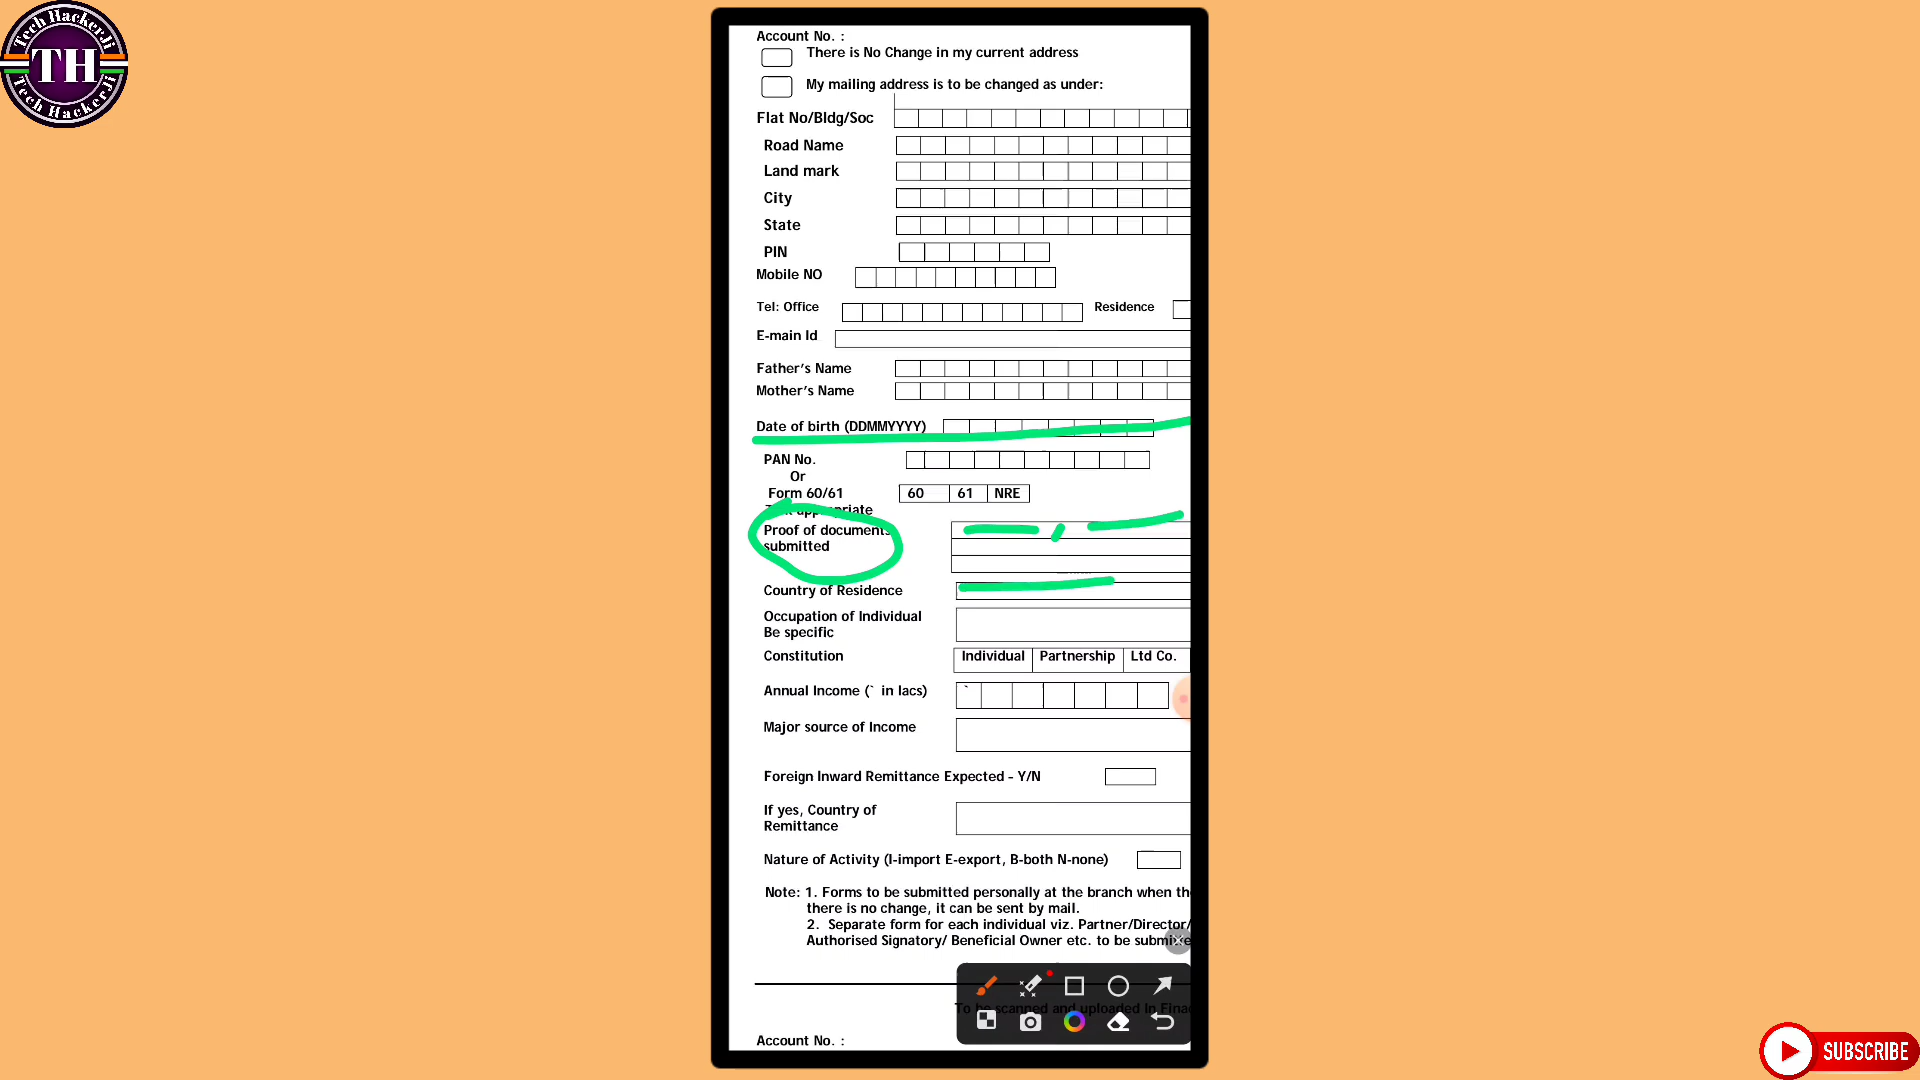 Tech HackerJi
TH
Tech HackerJi
Account No. :
There is No Change in my current address
My mailing address is to be changed as under:
Flat No/Bldg/Soc
Road Name
Land mark
City
State
PIN
Mobile NO
Tel: Office Residence
E-main Id
Father's Name
Mother's Name
Date of birth (DDMMYYYY)
PAN No.
Or
Form 60/61 60 61 NRE
Tick appropriate
Proof of documents
submitted
Country of Residence
Occupation of Individual
Be specific
Constitution Individual Partnership Ltd Co.
Annual Income (` in lacs) `
Major source of Income
Foreign Inward Remittance Expected - Y/N
If yes, Country of
Remittance
Nature of Activity (I-import E-export, B-both N-none)
Note: 1. Forms to be submitted personally at the branch when
there is no change, it can be sent by mail.
2. Separate form for each individual viz. Partner/Director/
Authorised Signatory/ Beneficial Owner etc. to be
To be scanned and uploaded In
Account No. :
SUBSCRIBE